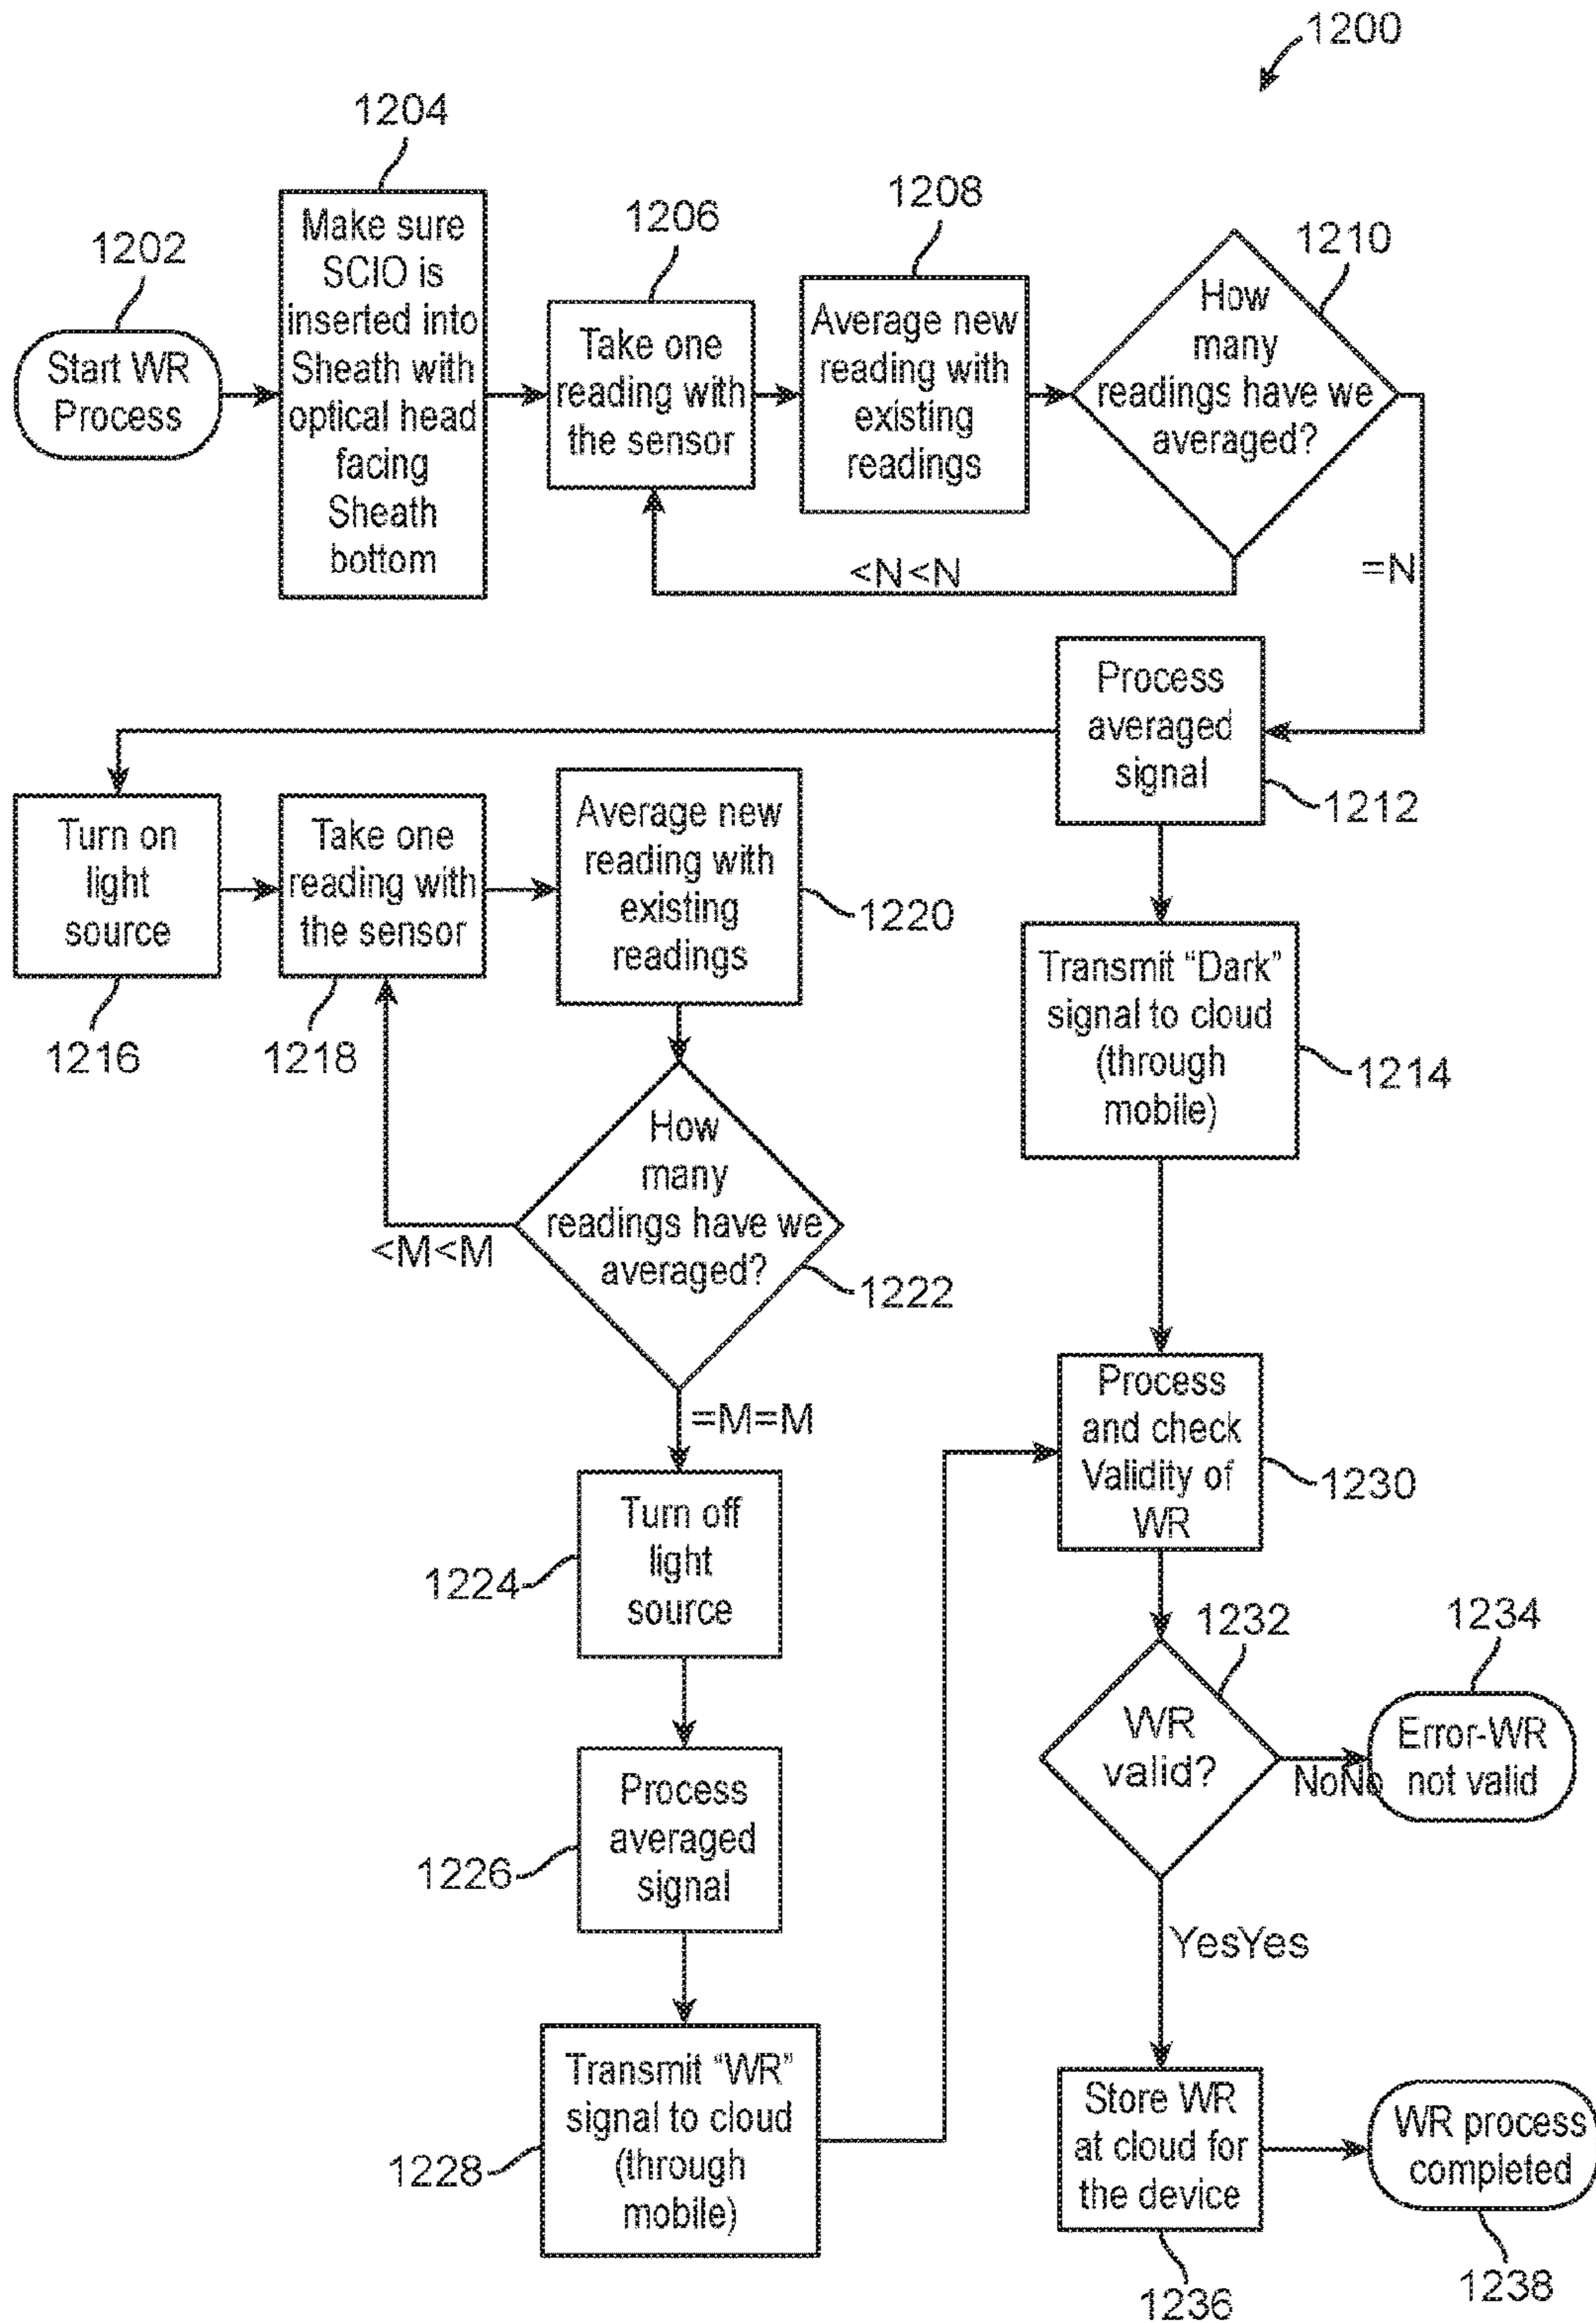 1200
1202
Start WR
Process
1204
Make sure
SCIO is
inserted into
Sheath with
optical head
facing
Sheath
bottom
1206
Take one
reading with
the sensor
1208
Average new
reading with
existing
readings
1210
How
many
readings have we
averaged?
<N<N
=N
Process
averaged
signal
1212
Transmit “Dark”
signal to cloud
(through
mobile)
1214
Turn on
light
source
1216
Take one
reading with
the sensor
1218
Average new
reading with
existing
readings
1220
How
many
readings have we
averaged?
1222
<M<M
=M=M
Turn off
light
source
1224
Process
averaged
signal
1226
Transmit “WR”
signal to cloud
(through
mobile)
1228
Process
and check
Validity of
WR
1230
1232
WR
valid?
NoNo
1234
Error-WR
not valid
YesYes
Store WR
at cloud for
the device
1236
WR process
completed
1238